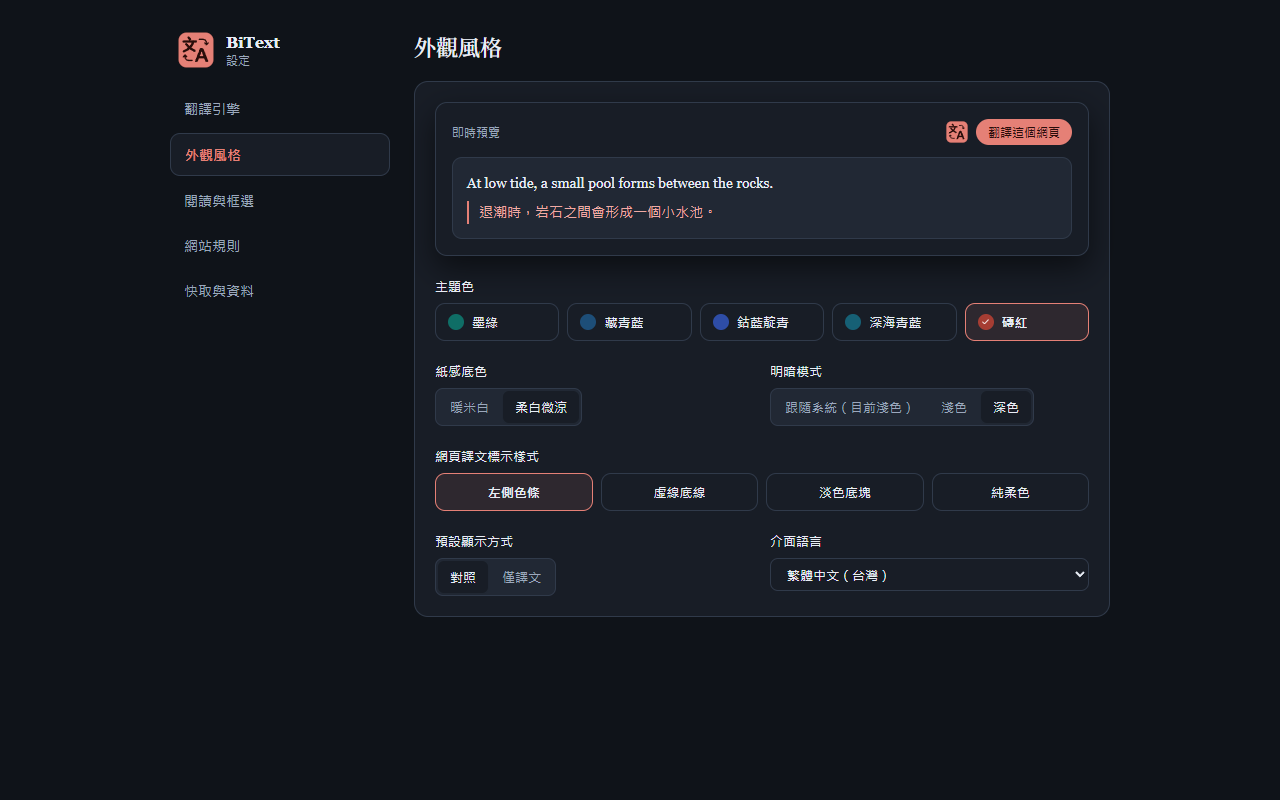 文A
BiText
設定
翻譯引擎
外觀風格
閱讀與框選
網站規則
快取與資料
外觀風格
即時預覽
文A
翻譯這個網頁
At low tide, a small pool forms between the rocks.
退潮時，岩石之間會形成一個小水池。
主題色
墨綠
藏青藍
鈷藍靛青
深海青藍
磚紅
紙感底色
明暗模式
暖米白
柔白微涼
跟隨系統（目前淺色）
淺色
深色
網頁譯文標示樣式
左側色條
虛線底線
淡色底塊
純柔色
預設顯示方式
介面語言
對照
僅譯文
繁體中文（台灣）